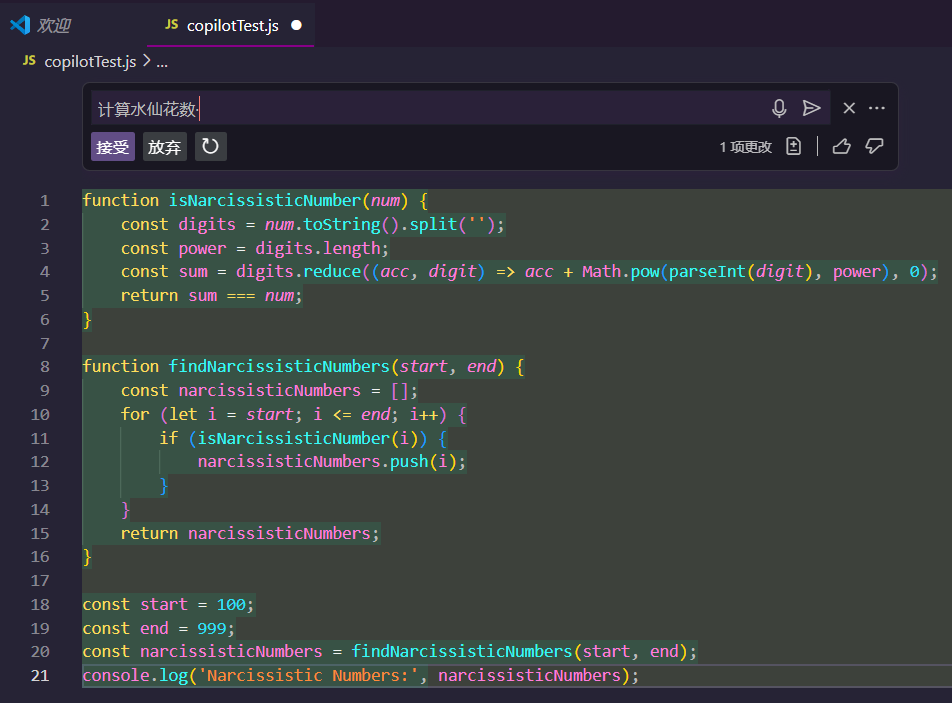 欢迎
JS copilotTest.js
JS copilotTest.js > ...
计算水仙花数
接受 放弃 1 项更改
1 function isNarcissisticNumber(num) {
2     const digits = num.toString().split('');
3     const power = digits.length;
4     const sum = digits.reduce((acc, digit) => acc + Math.pow(parseInt(digit), power), 0);
5     return sum === num;
6 }
7
8 function findNarcissisticNumbers(start, end) {
9     const narcissisticNumbers = [];
10     for (let i = start; i <= end; i++) {
11         if (isNarcissisticNumber(i)) {
12             narcissisticNumbers.push(i);
13         }
14     }
15     return narcissisticNumbers;
16 }
17
18 const start = 100;
19 const end = 999;
20 const narcissisticNumbers = findNarcissisticNumbers(start, end);
21 console.log('Narcissistic Numbers:', narcissisticNumbers);